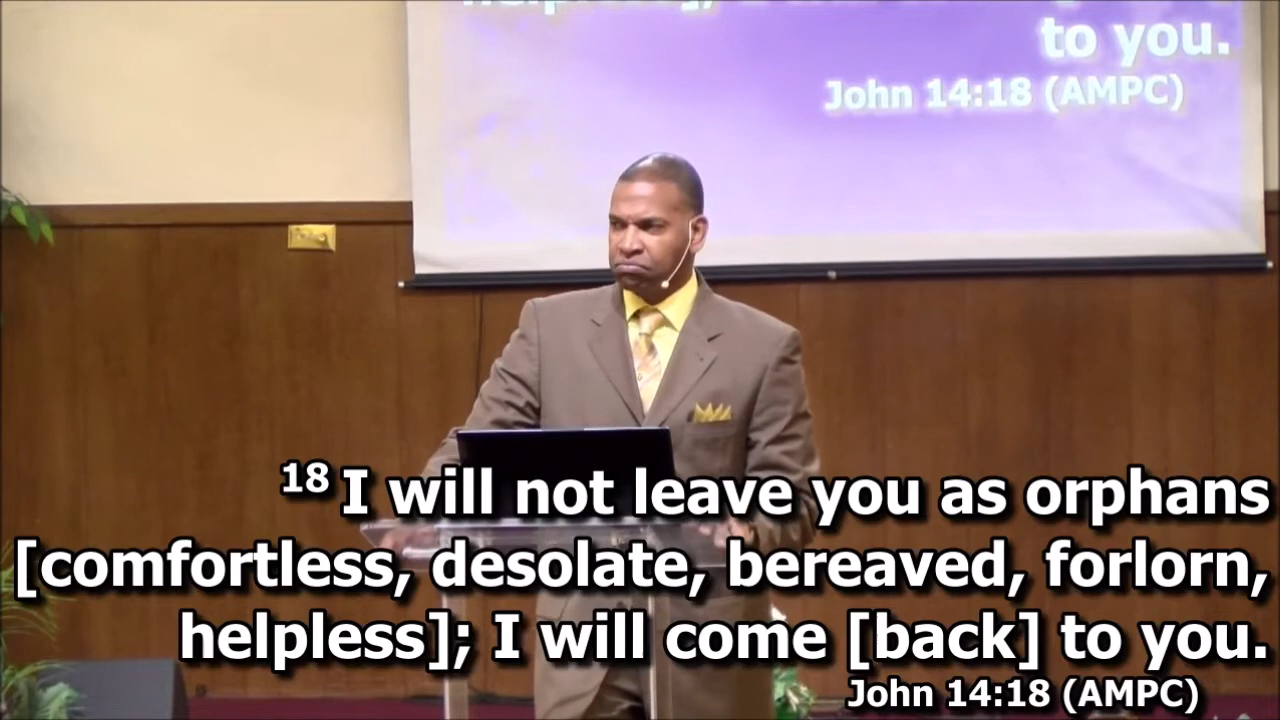 to you.
John 14:18 (AMPC)
18 I will not leave you as orphans
[comfortless, desolate, bereaved, forlorn,
helpless]; I will come [back] to you.
John 14:18 (AMPC)